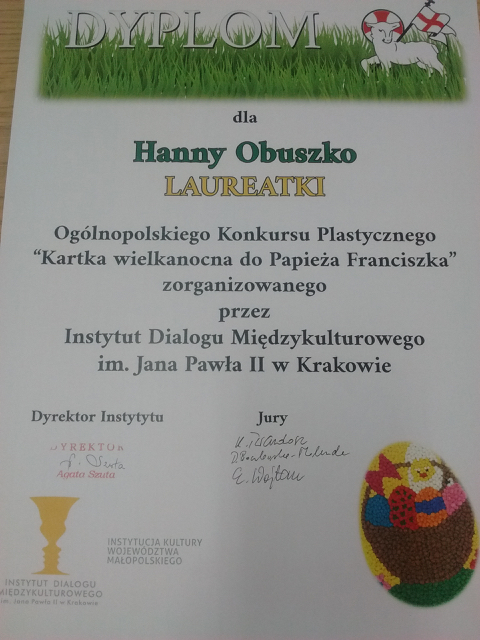 DYPLOM
dla
Hanny Obuszko
LAUREATKI
Ogólnopolskiego Konkursu Plastycznego
“Kartka wielkanocna do Papieża Franciszka”
zorganizowanego
przez
Instytut Dialogu Międzykulturowego
im. Jana Pawła II w Krakowie
Dyrektor Instytytu
Jury
DYREKTOR
Agata Szuta
E. Wojtan
INSTYTUCJA KULTURY
WOJEWÓDZTWA
MAŁOPOLSKIEGO
INSTYTUT DIALOGU
MIĘDZYKULTUROWEGO
im. Jana Pawła II w Krakowie